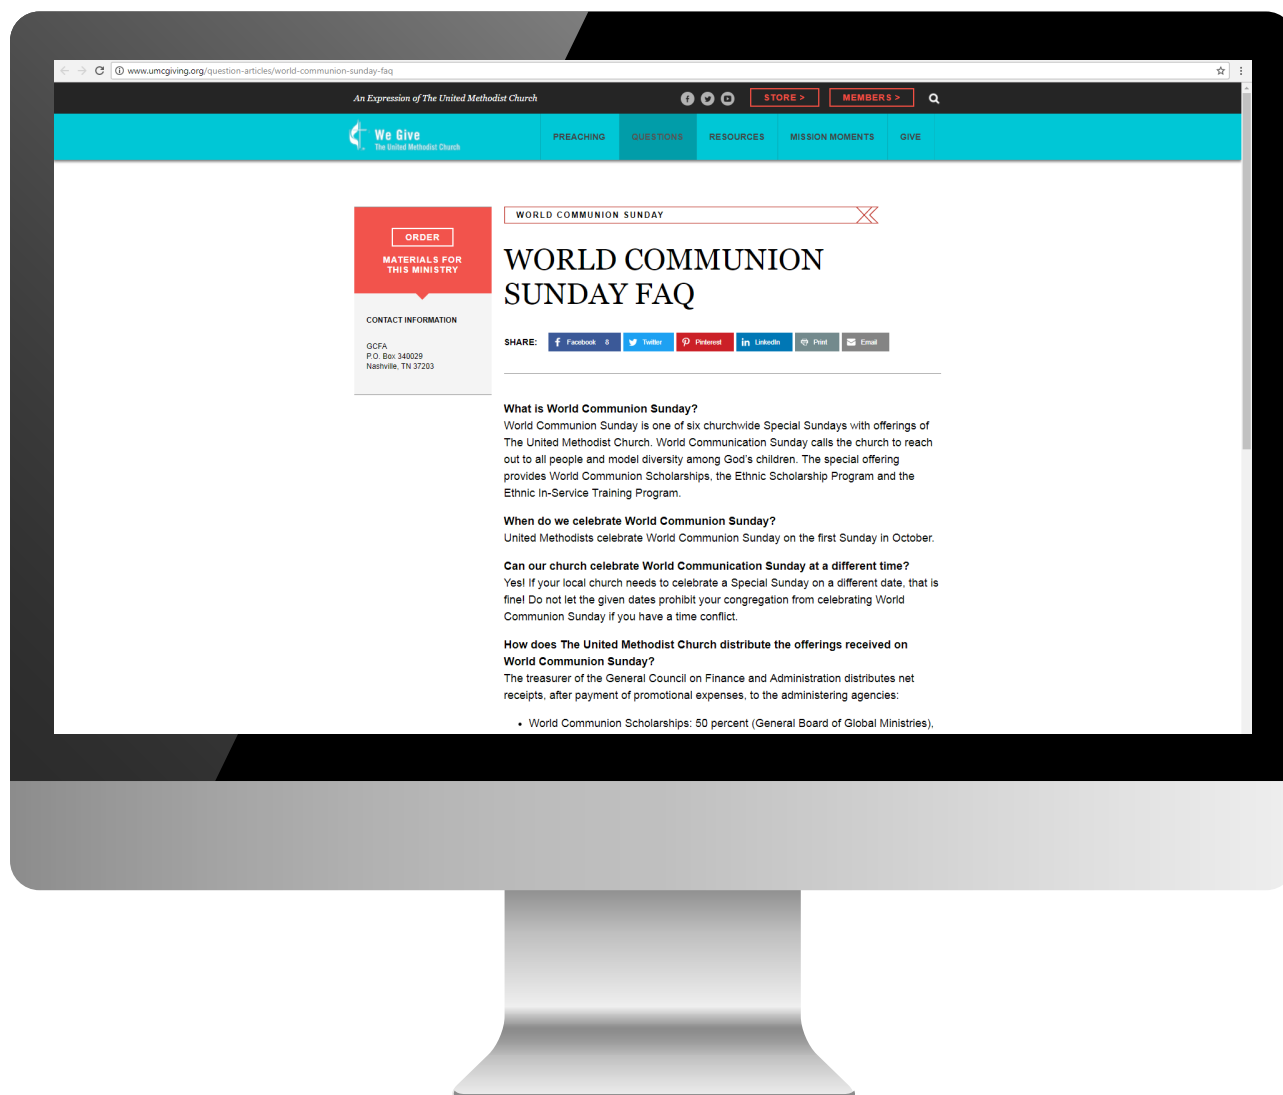 www.umcgiving.org/question-articles/world-communion-sunday-faq
An Expression of The United Methodist Church
STORE >
MEMBERS >
We Give
The United Methodist Church
PREACHING
QUESTIONS
RESOURCES
MISSION MOMENTS
GIVE
ORDER
MATERIALS FOR
THIS MINISTRY
CONTACT INFORMATION
GCFA
P.O. Box 340029
Nashville, TN 37203
WORLD COMMUNION SUNDAY
WORLD COMMUNION
SUNDAY FAQ
SHARE:
Facebook 8
Twitter
Pinterest
LinkedIn
Print
Email
What is World Communion Sunday?
World Communion Sunday is one of six churchwide Special Sundays with offerings of
The United Methodist Church. World Communication Sunday calls the church to reach
out to all people and model diversity among God's children. The special offering
provides World Communion Scholarships, the Ethnic Scholarship Program and the
Ethnic In-Service Training Program.
When do we celebrate World Communion Sunday?
United Methodists celebrate World Communion Sunday on the first Sunday in October.
Can our church celebrate World Communication Sunday at a different time?
Yes! If your local church needs to celebrate a Special Sunday on a different date, that is
fine! Do not let the given dates prohibit your congregation from celebrating World
Communion Sunday if you have a time conflict.
How does The United Methodist Church distribute the offerings received on
World Communion Sunday?
The treasurer of the General Council on Finance and Administration distributes net
receipts, after payment of promotional expenses, to the administering agencies:
• World Communion Scholarships: 50 percent (General Board of Global Ministries),